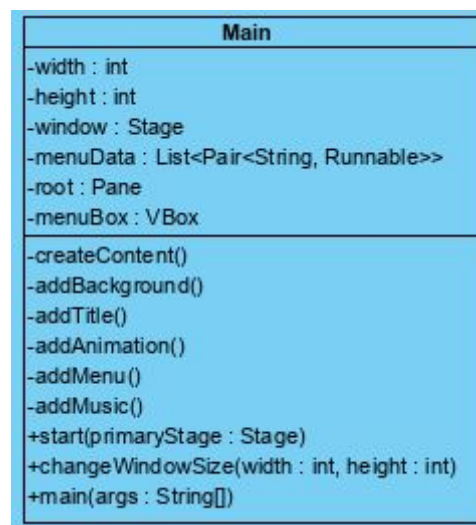 Main
-width : int
-height : int
-window : Stage
-menuData : List<Pair<String, Runnable>>
-root : Pane
-menuBox : VBox
-createContent()
-addBackground()
-addTitle()
-addAnimation()
-addMenu()
-addMusic()
+start(primaryStage : Stage)
+changeWindowSize(width : int, height : int)
+main(args : String[])